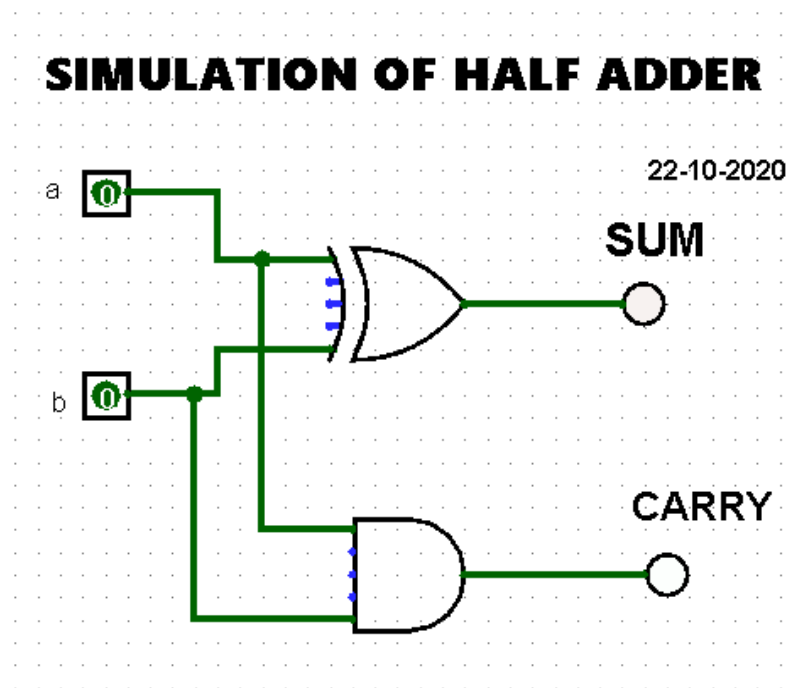 SIMULATION OF HALF ADDER
22-10-2020
a
0
SUM
b
0
CARRY